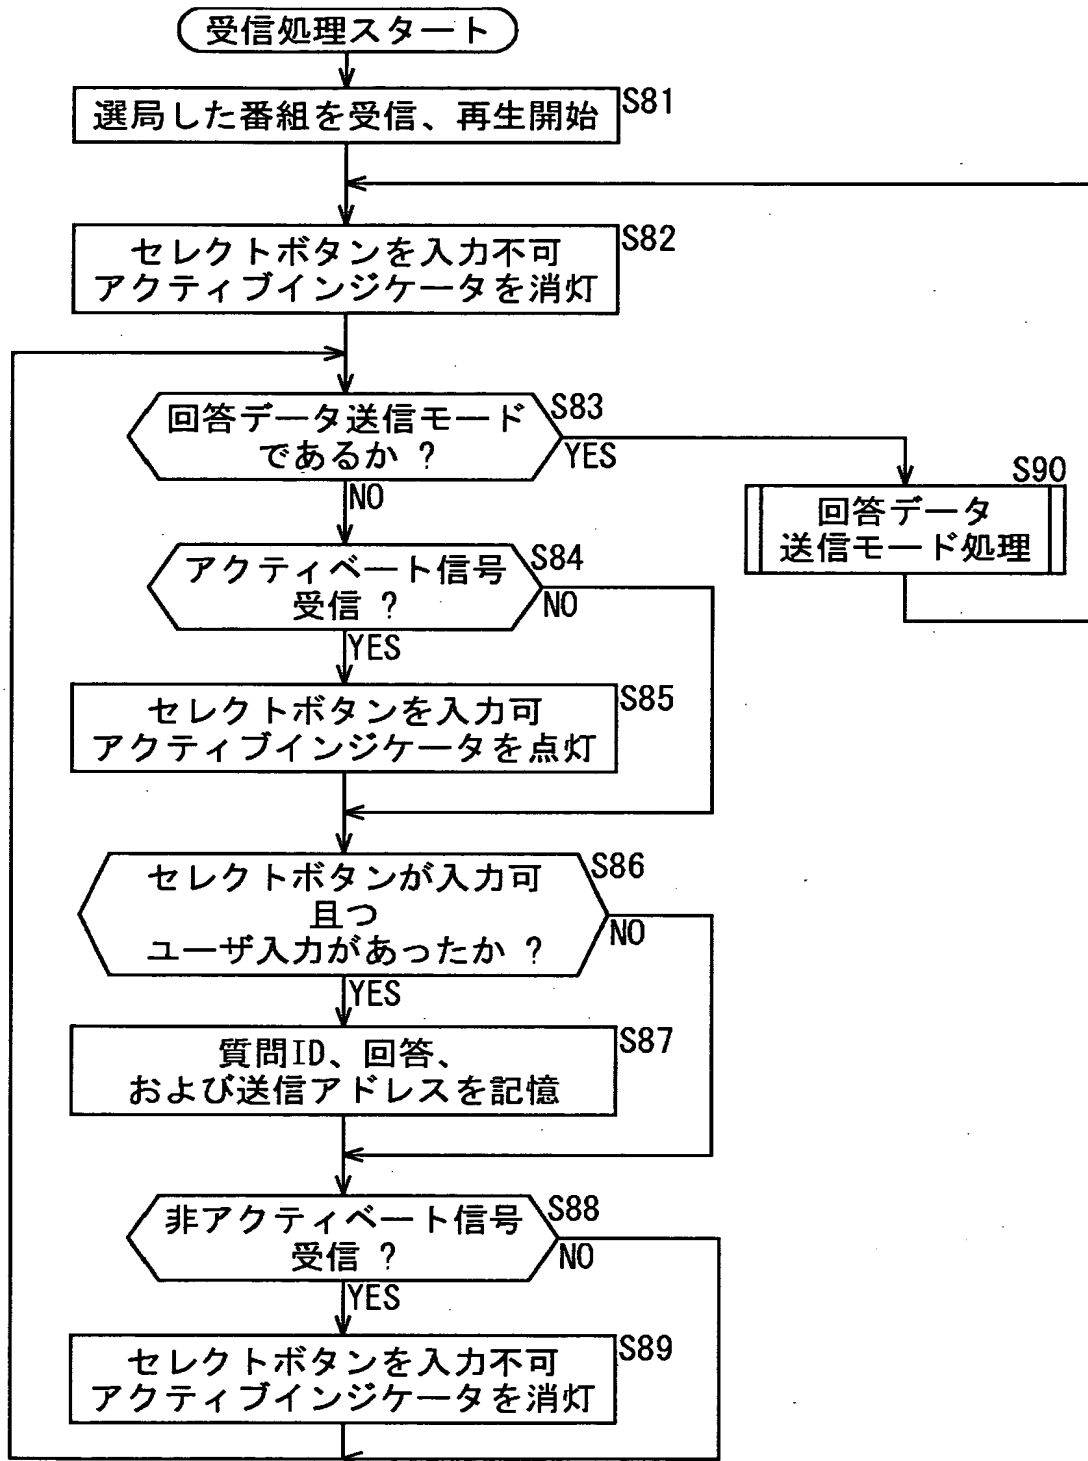 受信処理スタート
選局した番組を受信、再生開始
S81
セレクトボタンを入力不可
アクティブインジケータを消灯
S82
回答データ送信モード
であるか ?
S83
YES
NO
S90
回答データ
送信モード処理
アクティベート信号
受信 ?
S84
NO
YES
セレクトボタンを入力可
アクティブインジケータを点灯
S85
セレクトボタンが入力可
且つ
ユーザ入力があったか ?
S86
NO
YES
質問ID、回答、
および送信アドレスを記憶
S87
非アクティベート信号
受信 ?
S88
NO
YES
セレクトボタンを入力不可
アクティブインジケータを消灯
S89